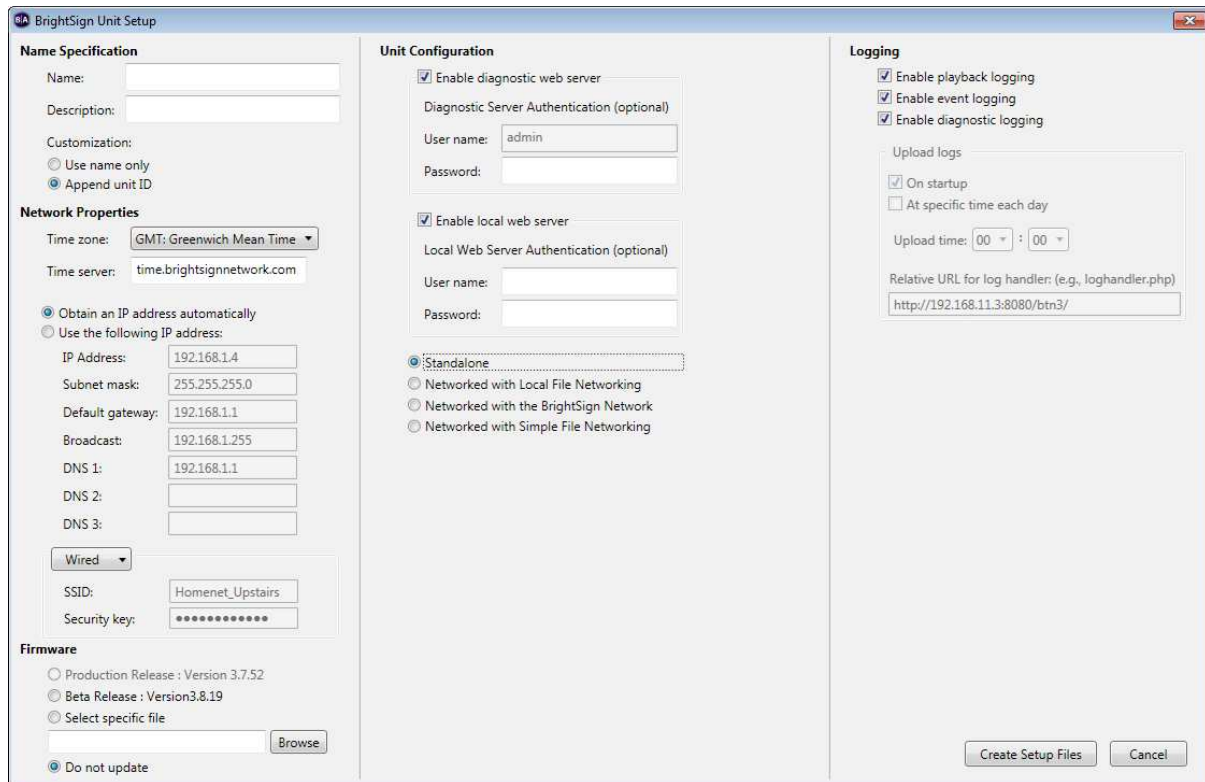 BrightSign Unit Setup
Name Specification
Name:
Description:
Customization:
Use name only
Append unit ID
Network Properties
Time zone: GMT: Greenwich Mean Time
Time server: time.brightsignnetwork.com
Obtain an IP address automatically
Use the following IP address:
IP Address: 192.168.1.4
Subnet mask: 255.255.255.0
Default gateway: 192.168.1.1
Broadcast: 192.168.1.255
DNS 1: 192.168.1.1
DNS 2:
DNS 3:
Wired
SSID: Homenet_Upstairs
Security key: ●●●●●●●●●●●●
Firmware
Production Release : Version 3.7.52
Beta Release : Version3.8.19
Select specific file
Browse
Do not update
Unit Configuration
Enable diagnostic web server
Diagnostic Server Authentication (optional)
User name: admin
Password:
Enable local web server
Local Web Server Authentication (optional)
User name:
Password:
Standalone
Networked with Local File Networking
Networked with the BrightSign Network
Networked with Simple File Networking
Logging
Enable playback logging
Enable event logging
Enable diagnostic logging
Upload logs
On startup
At specific time each day
Upload time: 00 : 00
Relative URL for log handler: (e.g., loghandler.php)
http://192.168.11.3:8080/btn3/
Create Setup Files Cancel